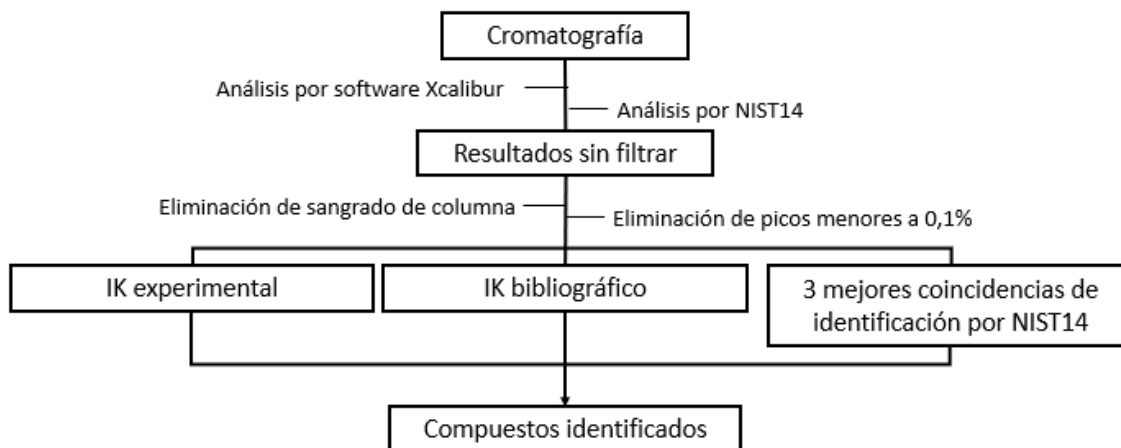 Cromatografía
Análisis por software Xcalibur
Análisis por NIST14
Resultados sin filtrar
Eliminación de sangrado de columna
Eliminación de picos menores a 0,1%
IK experimental
IK bibliográfico
3 mejores coincidencias de
identificación por NIST14
Compuestos identificados